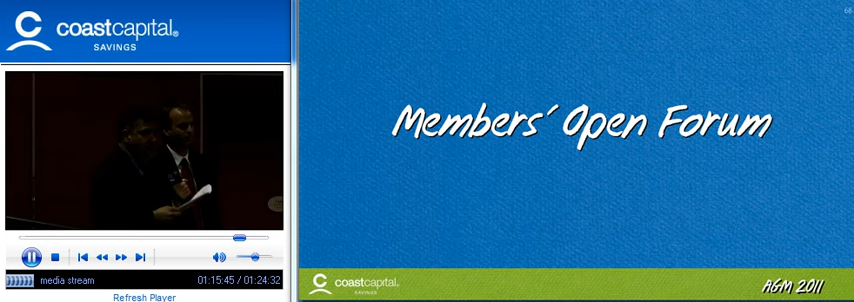 coastcapital®
SAVINGS
media stream
01:15:45 / 01:24:32
Refresh Player
68
Members' Open Forum
coastcapital®
SAVINGS
AGM 2011